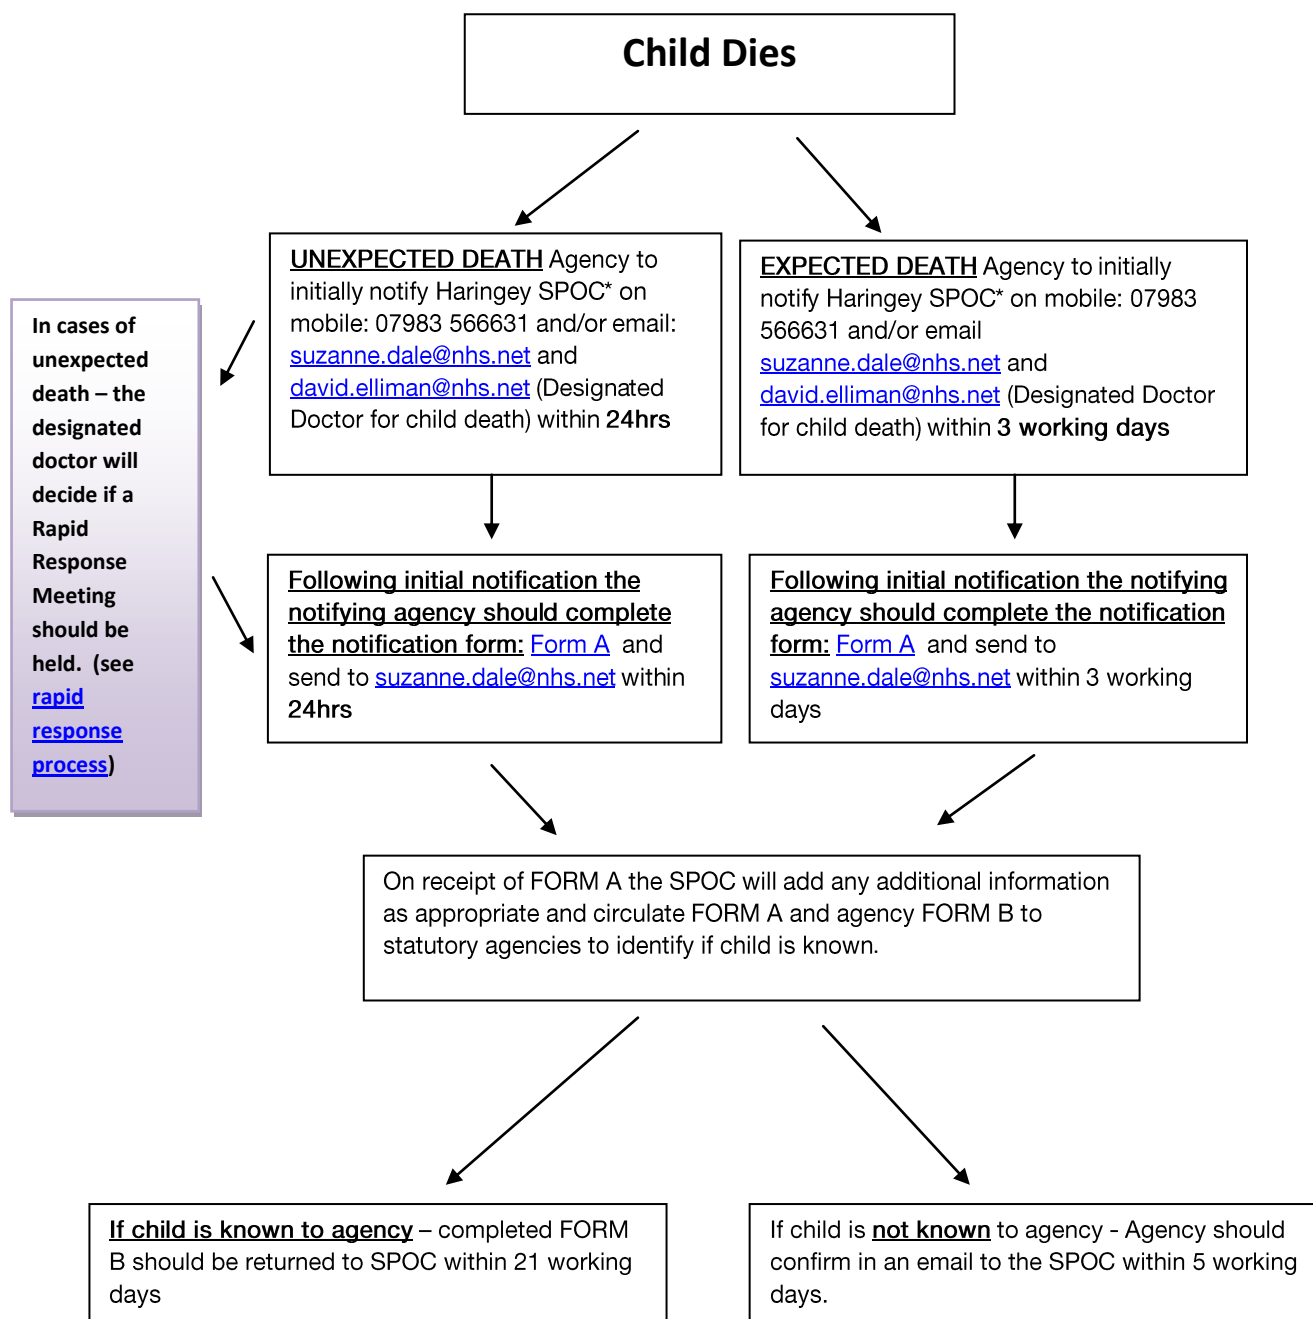 Child Dies
UNEXPECTED DEATH Agency to
initially notify Haringey SPOC* on
mobile: 07983 566631 and/or email:
suzanne.dale@nhs.net and
david.elliman@nhs.net (Designated
Doctor for child death) within 24hrs
EXPECTED DEATH Agency to initially
notify Haringey SPOC* on mobile: 07983
566631 and/or email
suzanne.dale@nhs.net and
david.elliman@nhs.net (Designated Doctor
for child death) within 3 working days
In cases of
unexpected
death – the
designated
doctor will
decide if a
Rapid
Response
Meeting
should be
held. (see
rapid
response
process)
Following initial notification the
notifying agency should complete
the notification form: Form A and
send to suzanne.dale@nhs.net within
24hrs
Following initial notification the notifying
agency should complete the notification
form: Form A and send to
suzanne.dale@nhs.net within 3 working
days
On receipt of FORM A the SPOC will add any additional information
as appropriate and circulate FORM A and agency FORM B to
statutory agencies to identify if child is known.
If child is known to agency – completed FORM
B should be returned to SPOC within 21 working
days
If child is not known to agency - Agency should
confirm in an email to the SPOC within 5 working
days.